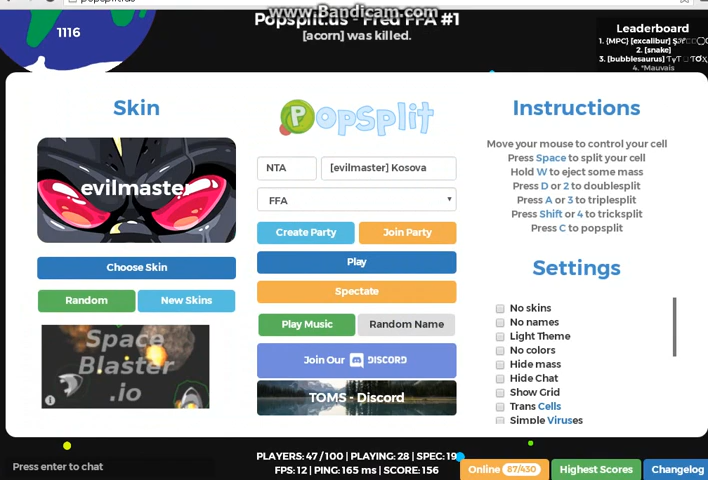 www.Bandicam.com
1116
Popsplit.us - Fred FFA #1
[acorn] was killed.
Leaderboard
2. [snake]
4. *Mauvais
Skin
evilmaster
Choose Skin
Random
New Skins
Space
Blaster
.io
PopSplit
NTA
[evilmaster] Kosova
FFA
Create Party
Join Party
Play
Spectate
Play Music
Random Name
Join Our DISCORD
TOMS - Discord
Instructions
Move your mouse to control your cell
Press Space to split your cell
Hold W to eject some mass
Press D or 2 to doublesplit
Press A or 3 to triplesplit
Press Shift or 4 to tricksplit
Press C to popsplit
Settings
No skins
No names
Light Theme
No colors
Hide mass
Hide Chat
Show Grid
Trans Cells
Simple Viruses
Press enter to chat
PLAYERS: 47 / 100 | PLAYING: 28 | SPEC: 19
FPS: 12 | PING: 165 ms | SCORE: 156
Online 87/430
Highest Scores
Changelog